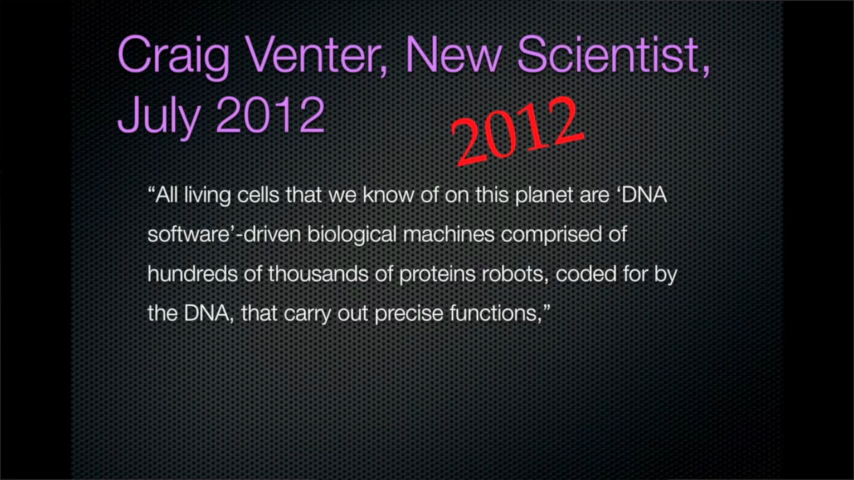 Craig Venter, New Scientist,
July 2012
2012
“All living cells that we know of on this planet are ‘DNA
software’-driven biological machines comprised of
hundreds of thousands of proteins robots, coded for by
the DNA, that carry out precise functions,”